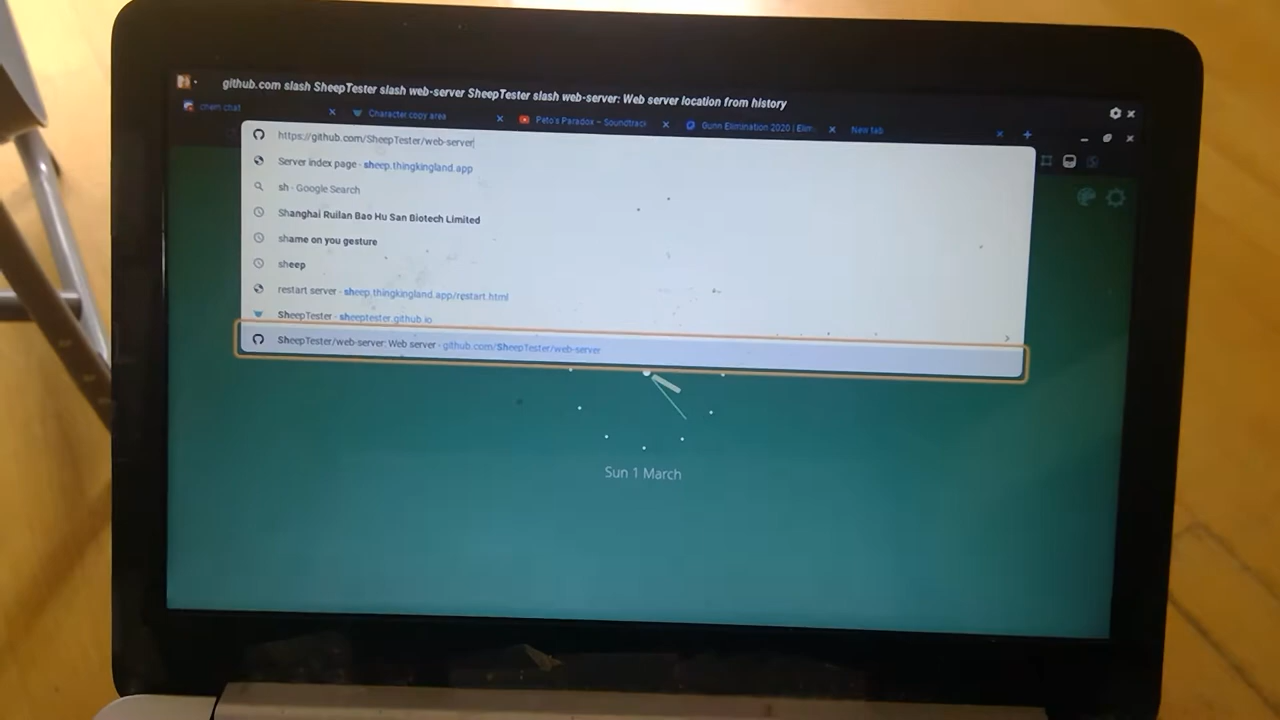 github.com slash SheepTester slash web-server SheepTester slash web-server: Web server location from history
chem chat
Character copy area
Peto's Paradox – Soundtrack
Gunn Elimination 2020 | Elim
New tab
https://github.com/SheepTester/web-server
Server index page - sheep.thingkingland.app
sh - Google Search
Shanghai Ruilan Bao Hu San Biotech Limited
shame on you gesture
sheep
restart server - sheep.thingkingland.app/restart.html
SheepTester - sheeptester.github.io
SheepTester/web-server: Web server - github.com/SheepTester/web-server
Sun 1 March